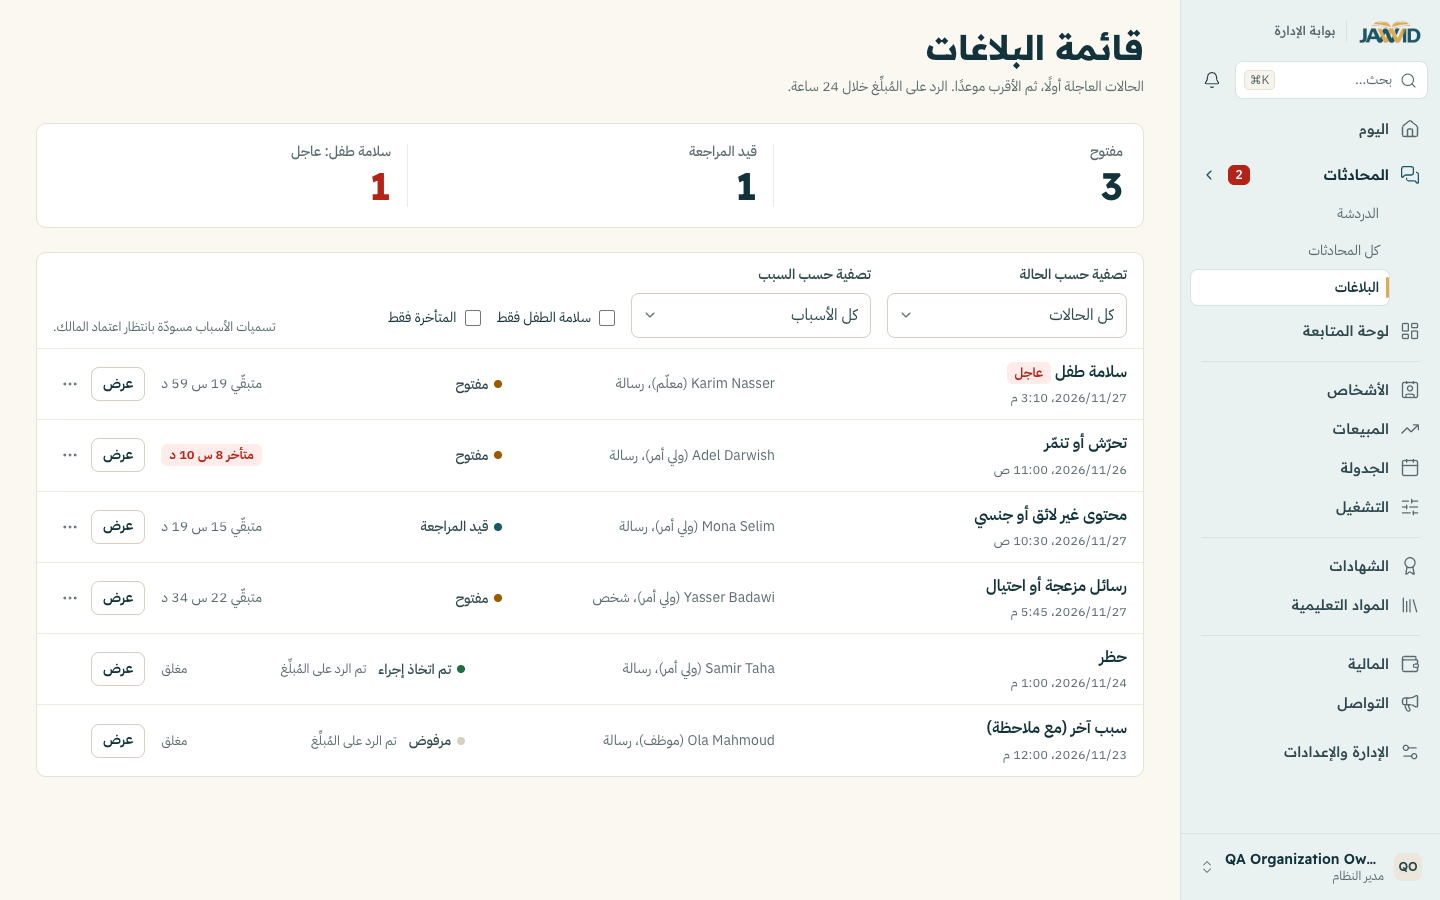 JAWWID
بوابة الإدارة
بحث...
⌘K
اليوم
المحادثات
2
الدردشة
كل المحادثات
البلاغات
لوحة المتابعة
الأشخاص
المبيعات
الجدولة
التشغيل
الشهادات
المواد التعليمية
المالية
التواصل
الإدارة والإعدادات
QO
QA Organization Ow...
مدير النظام
قائمة البلاغات
الحالات العاجلة أولًا، ثم الأقرب موعدًا. الرد على المُبلِّغ خلال 24 ساعة.
مفتوح
3
قيد المراجعة
1
سلامة طفل: عاجل
1
تصفية حسب الحالة
كل الحالات
تصفية حسب السبب
كل الأسباب
سلامة الطفل فقط
المتأخرة فقط
تسميات الأسباب مسودّة بانتظار اعتماد المالك.
سلامة طفل عاجل
2026/11/27، 3:10 م
Karim Nasser (معلّم)، رسالة
مفتوح
متبقّي 19 س 59 د
عرض
تحرّش أو تنمّر
2026/11/26، 11:00 ص
Adel Darwish (ولي أمر)، رسالة
مفتوح
متأخر 8 س 10 د
عرض
محتوى غير لائق أو جنسي
2026/11/27، 10:30 ص
Mona Selim (ولي أمر)، رسالة
قيد المراجعة
متبقّي 15 س 19 د
عرض
رسائل مزعجة أو احتيال
2026/11/27، 5:45 م
Yasser Badawi (ولي أمر)، شخص
مفتوح
متبقّي 22 س 34 د
عرض
حظر
2026/11/24، 1:00 م
Samir Taha (ولي أمر)، رسالة
تم اتخاذ إجراء
تم الرد على المُبلِّغ
مغلق
عرض
سبب آخر (مع ملاحظة)
2026/11/23، 12:00 م
Ola Mahmoud (موظف)، رسالة
مرفوض
تم الرد على المُبلِّغ
مغلق
عرض